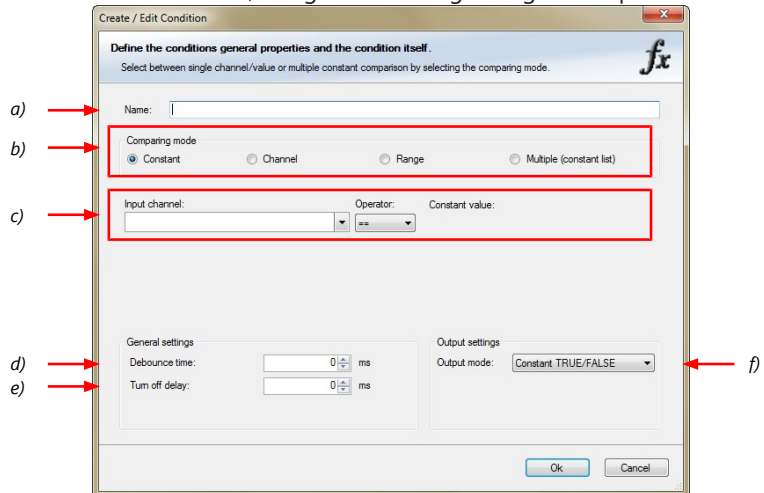 Create / Edit Condition
Define the conditions general properties and the condition itself.
Select between single channel/value or multiple constant comparison by selecting the comparing mode.
fx
a)
Name:
b)
Comparing mode
Constant Channel Range Multiple (constant list)
c)
Input channel: Operator: Constant value:
==
General settings Output settings
d) Debounce time: 0 ms Output mode: Constant TRUE/FALSE f)
e) Turn off delay: 0 ms
Ok Cancel